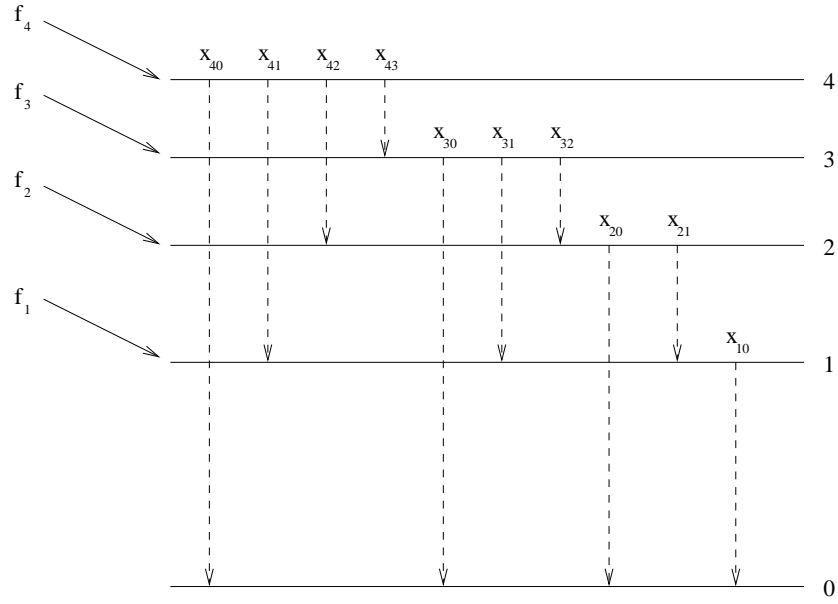 f₄
x₄₀ x₄₁ x₄₂ x₄₃
4
f₃
x₃₀ x₃₁ x₃₂
3
f₂
x₂₀ x₂₁
2
f₁
x₁₀
1
0